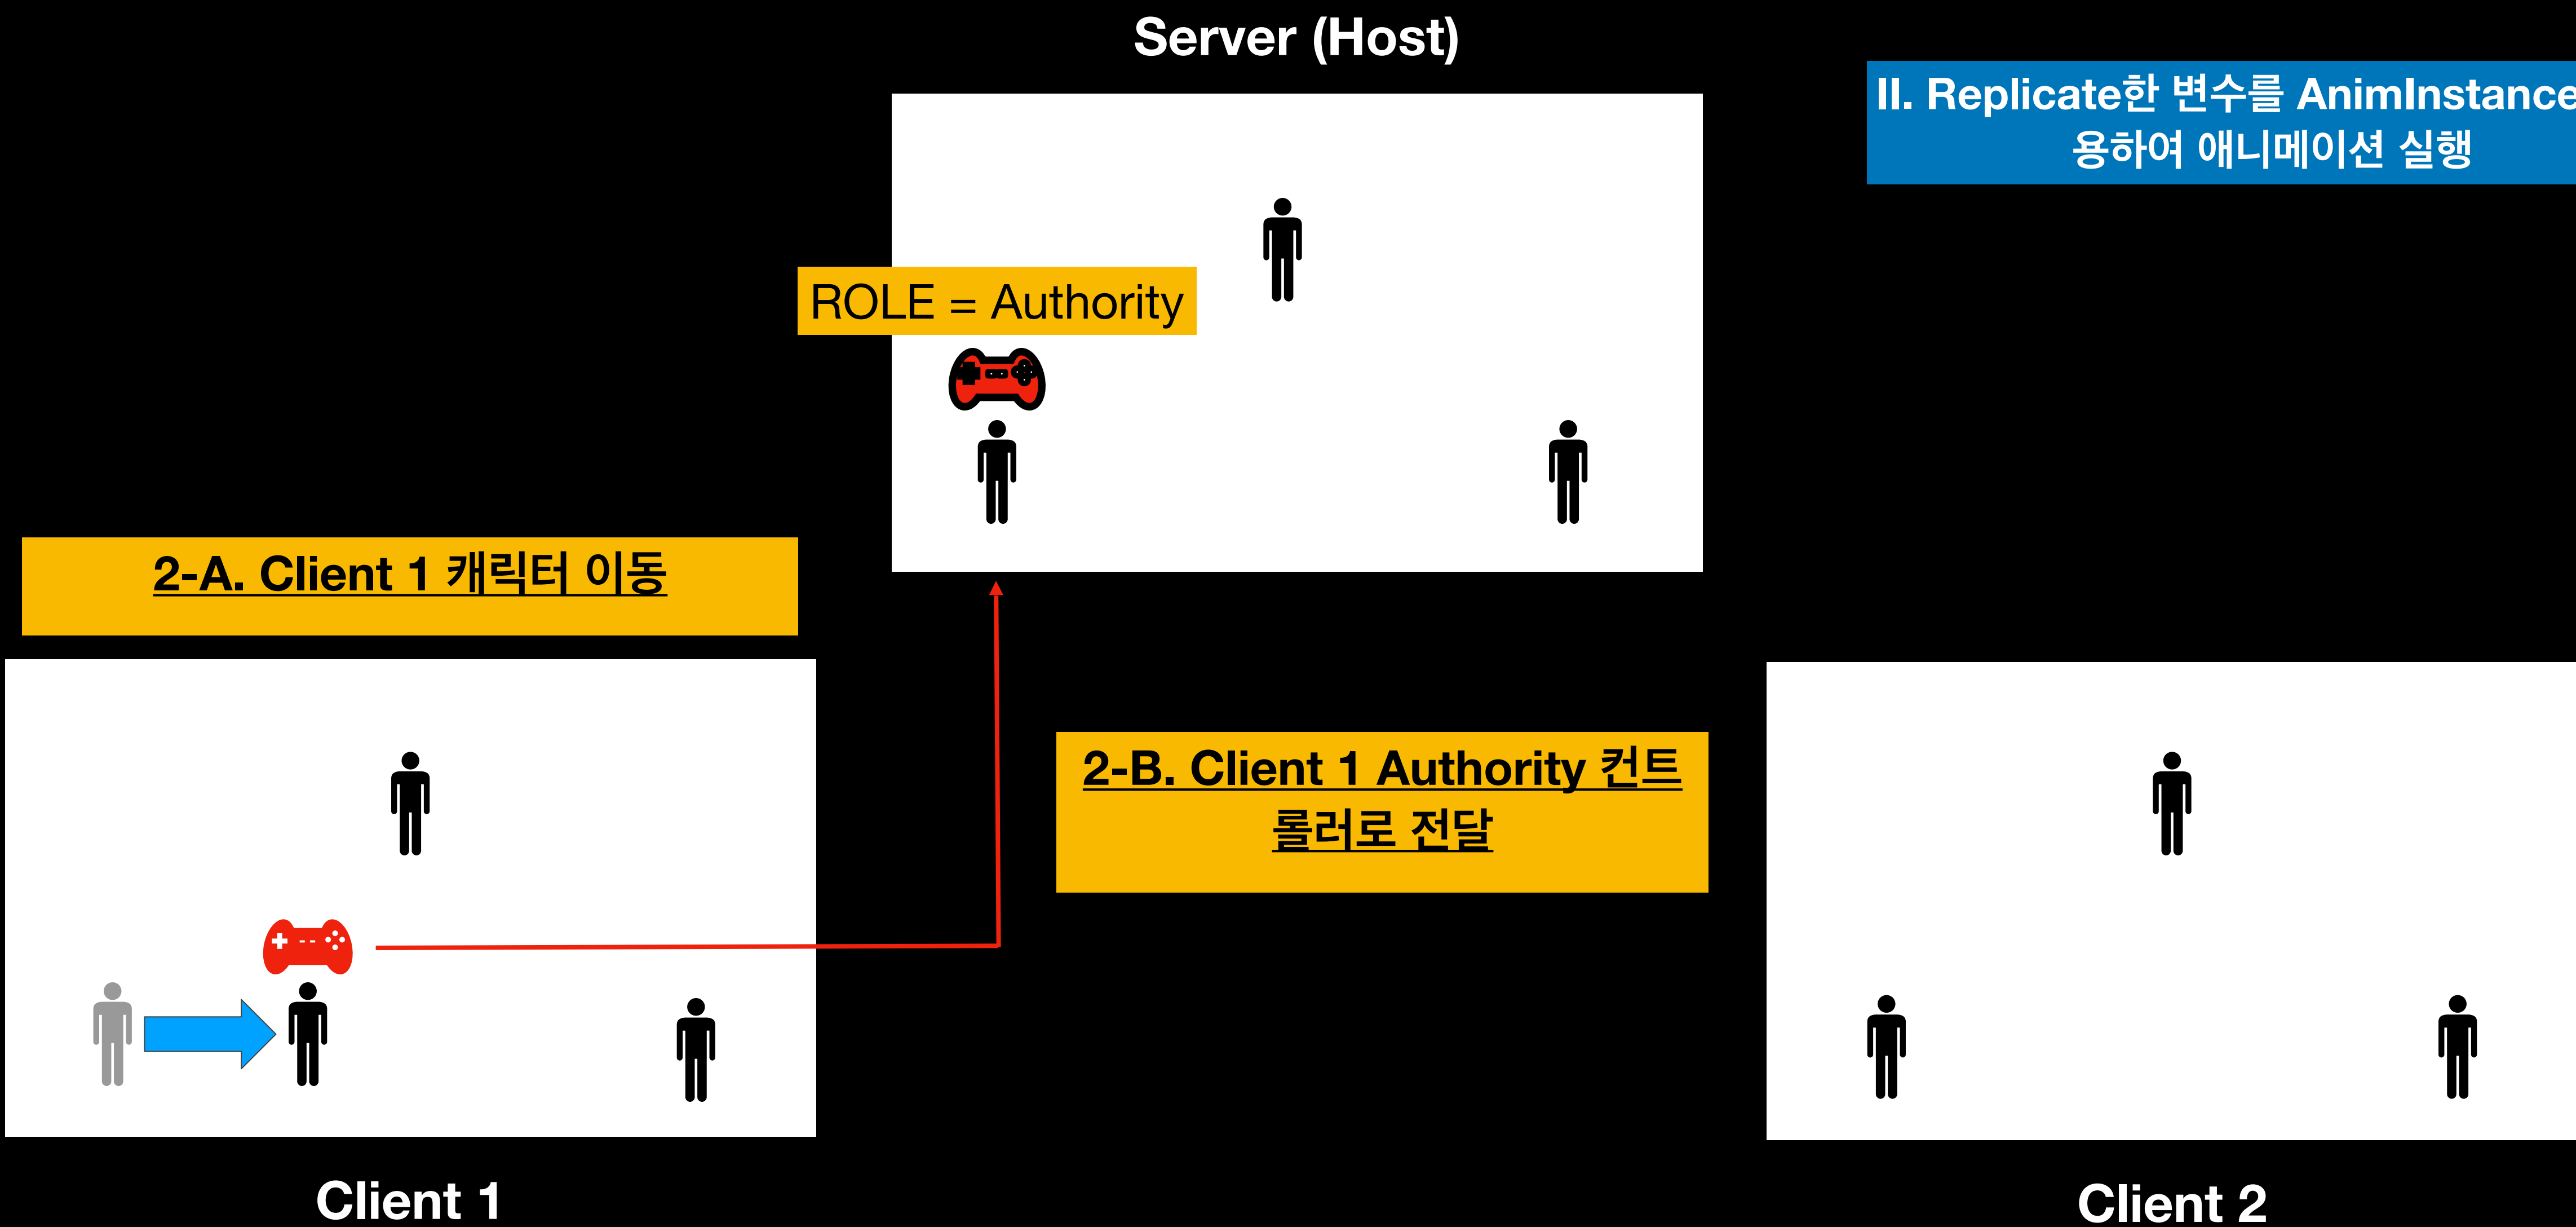 Server (Host)
II. Replicate한 변수를 AnimInstance
용하여 애니메이션 실행
ROLE = Authority
2-A. Client 1 캐릭터 이동
2-B. Client 1 Authority 컨트
롤러로 전달
Client 1
Client 2